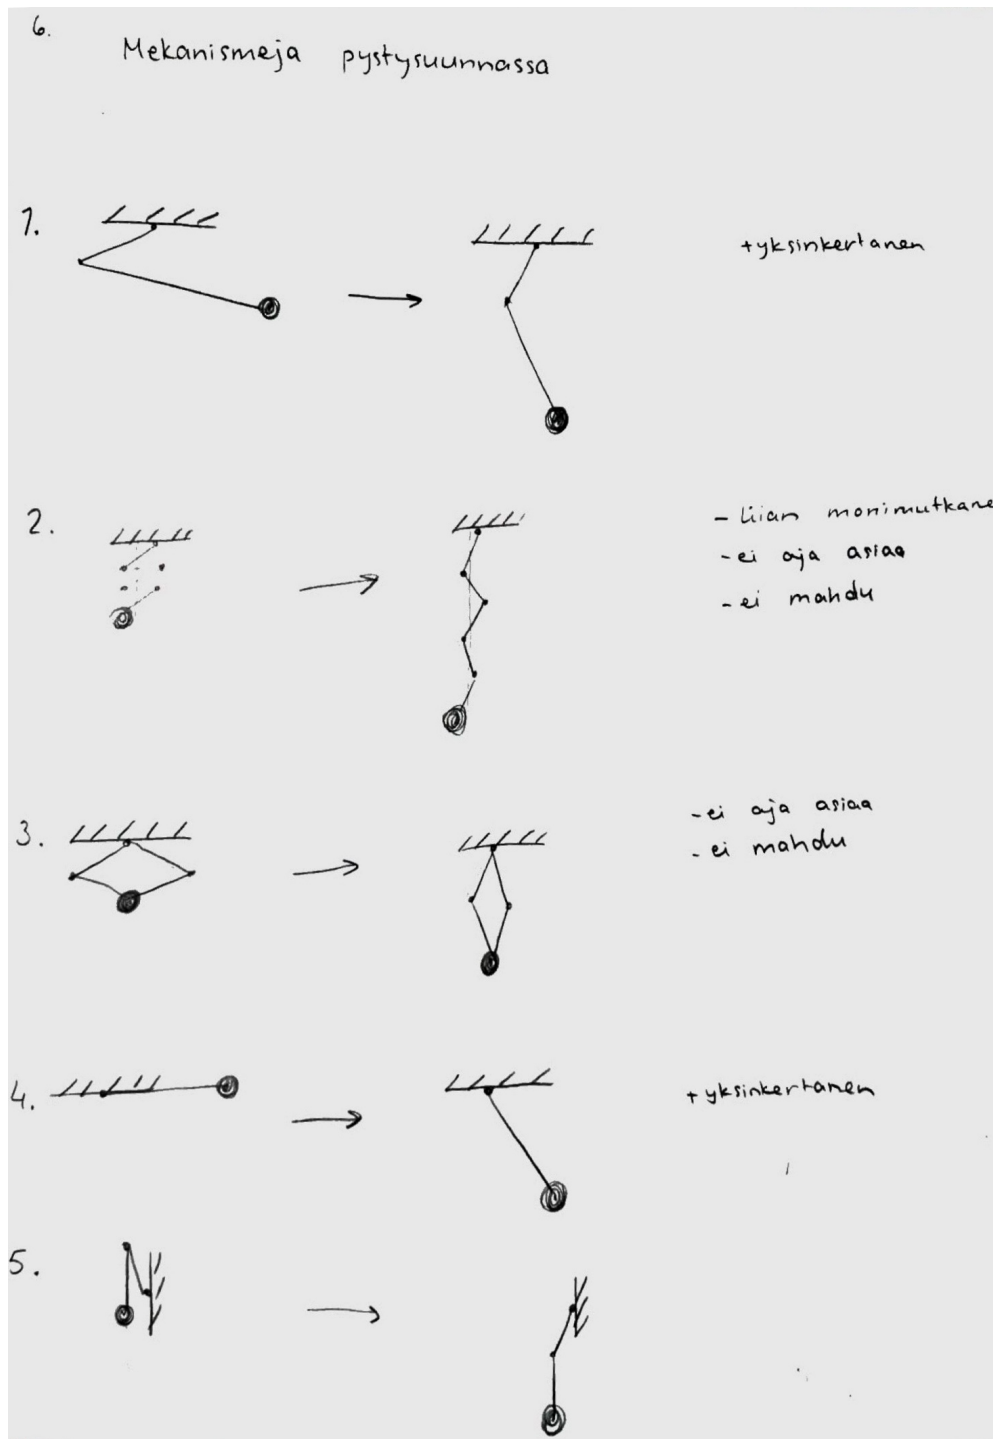 6.
Mekanismeja pystysuunnassa
1.
+yksinkertanen
2.
- Liian monimutkane
- ei aja asiaa
- ei mahdu
3.
- ei aja asiaa
- ei mahdu
4.
+ yksinkertanen
5.